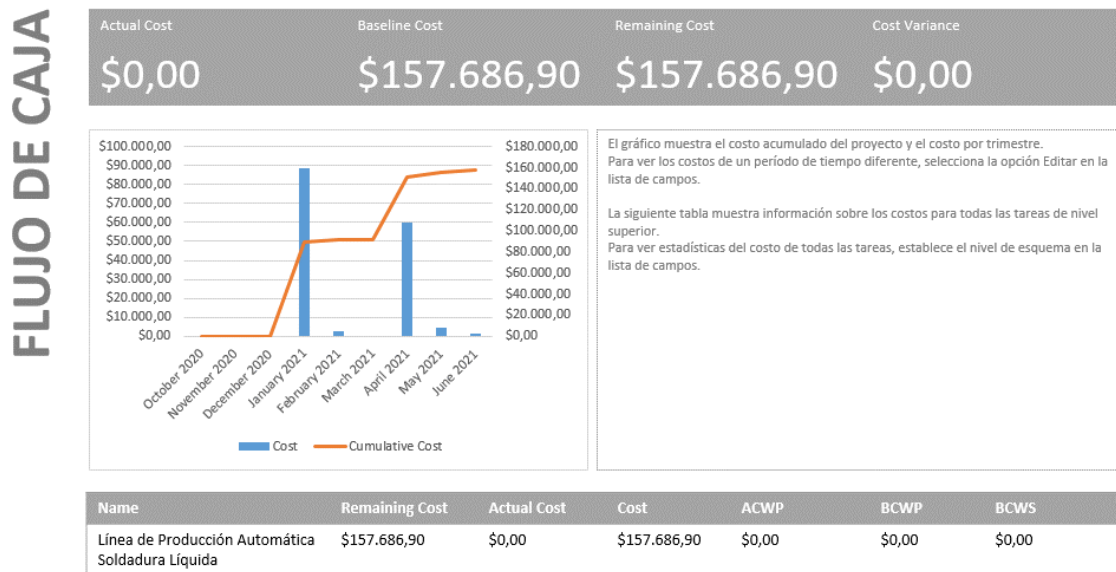 FLUJO DE CAJA
Actual Cost
Baseline Cost
Remaining Cost
Cost Variance
$0,00
$157.686,90
$157.686,90
$0,00
$100.000,00
$90.000,00
$80.000,00
$70.000,00
$60.000,00
$50.000,00
$40.000,00
$30.000,00
$20.000,00
$10.000,00
$0,00
$180.000,00
$160.000,00
$140.000,00
$120.000,00
$100.000,00
$80.000,00
$60.000,00
$40.000,00
$20.000,00
$0,00
October 2020
November 2020
December 2020
January 2021
February 2021
March 2021
April 2021
May 2021
June 2021
Cost
Cumulative Cost
El gráfico muestra el costo acumulado del proyecto y el costo por trimestre.
Para ver los costos de un período de tiempo diferente, selecciona la opción Editar en la
lista de campos.
La siguiente tabla muestra información sobre los costos para todas las tareas de nivel
superior.
Para ver estadísticas del costo de todas las tareas, establece el nivel de esquema en la
lista de campos.
Name Remaining Cost Actual Cost Cost ACWP BCWP BCWS
Línea de Producción Automática $157.686,90 $0,00 $157.686,90 $0,00 $0,00 $0,00
Soldadura Líquida